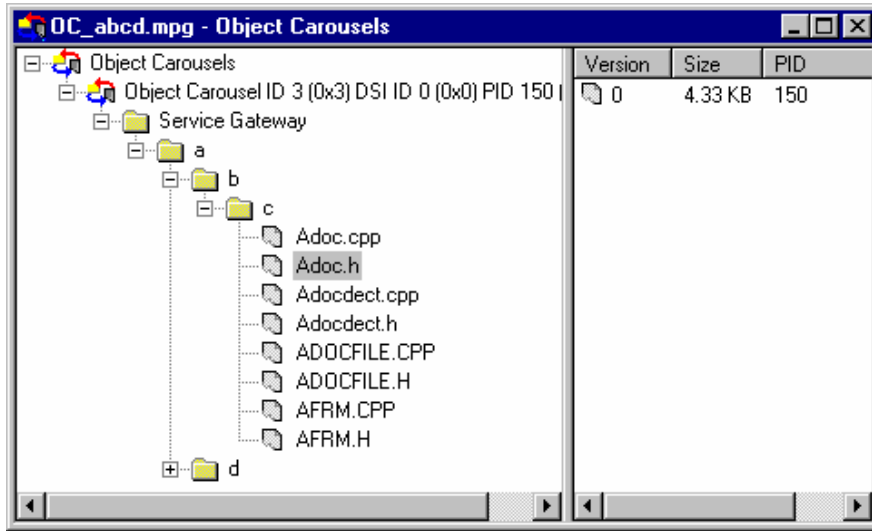 OC_abcd.mpg - Object Carousels
Object Carousels
Version Size PID
Object Carousel ID 3 (0x3) DSI ID 0 (0x0) PID 150 (
0 4.33 KB 150
Service Gateway
a
b
c
Adoc.cpp
Adoc.h
Adocdect.cpp
Adocdect.h
ADOCFILE.CPP
ADOCFILE.H
AFRM.CPP
AFRM.H
d